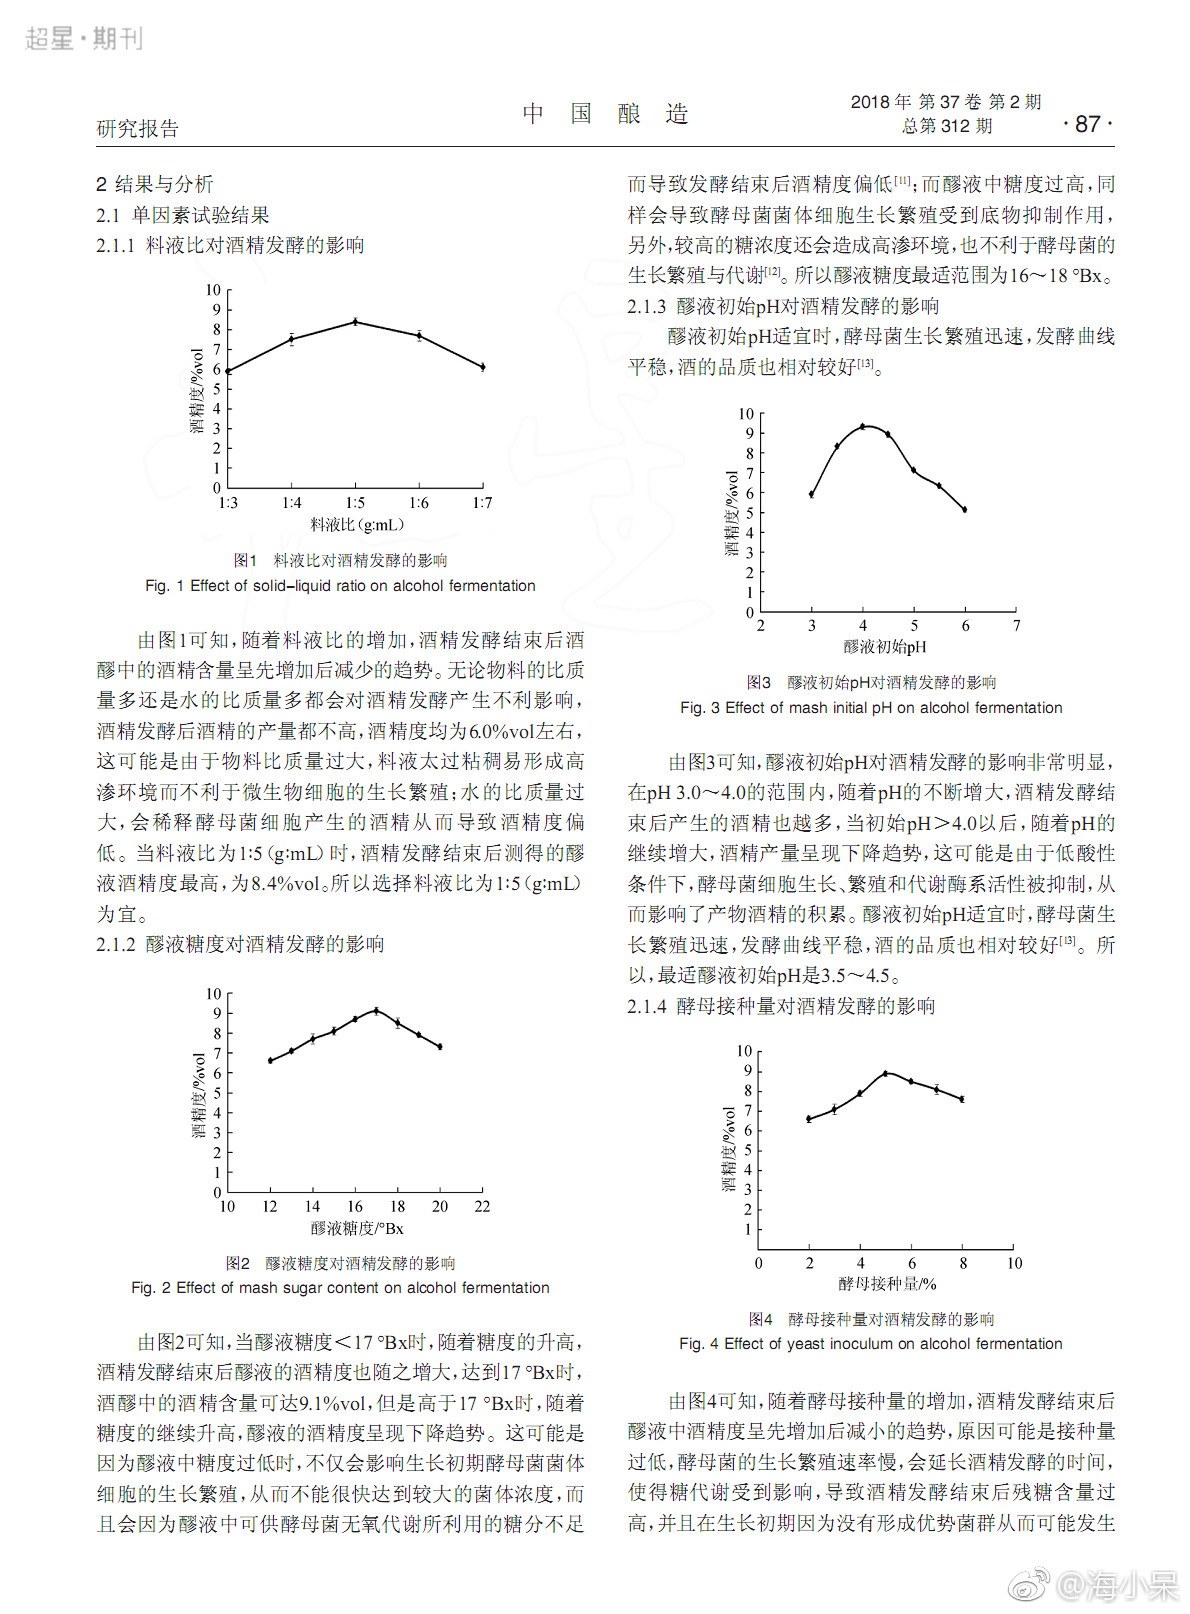 超星·期刊
研究报告
中国酿造
2018年 第37卷 第2期
总第312期
·87·
2 结果与分析
2.1 单因素试验结果
2.1.1 料液比对酒精发酵的影响
10
9
8
7
6
5
4
3
2
1
0
酒精度/%vol
1∶3 1∶4 1∶5 1∶6 1∶7
料液比（g∶mL）
图1 料液比对酒精发酵的影响
Fig. 1 Effect of solid-liquid ratio on alcohol fermentation
由图1可知，随着料液比的增加，酒精发酵结束后酒
醪中的酒精含量呈先增加后减少的趋势。无论物料的比质
量多还是水的比质量多都会对酒精发酵产生不利影响，
酒精发酵后酒精的产量都不高，酒精度均为6.0%vol左右，
这可能是由于物料比质量过大，料液太过粘稠易形成高
渗环境而不利于微生物细胞的生长繁殖；水的比质量过
大，会稀释酵母菌细胞产生的酒精从而导致酒精度偏
低。当料液比为1∶5（g∶mL）时，酒精发酵结束后测得的醪
液酒精度最高，为8.4%vol。所以选择料液比为1∶5（g∶mL）
为宜。
2.1.2 醪液糖度对酒精发酵的影响
10
9
8
7
6
5
4
3
2
1
0
酒精度/%vol
10 12 14 16 18 20 22
醪液糖度/°Bx
图2 醪液糖度对酒精发酵的影响
Fig. 2 Effect of mash sugar content on alcohol fermentation
由图2可知，当醪液糖度＜17 °Bx时，随着糖度的升高，
酒精发酵结束后醪液的酒精度也随之增大，达到17 °Bx时，
酒醪中的酒精含量可达9.1%vol，但是高于17 °Bx时，随着
糖度的继续升高，醪液的酒精度呈现下降趋势。这可能是
因为醪液中糖度过低时，不仅会影响生长初期酵母菌菌体
细胞的生长繁殖，从而不能很快达到较大的菌体浓度，而
且会因为醪液中可供酵母菌无氧代谢所利用的糖分不足
而导致发酵结束后酒精度偏低[11]；而醪液中糖度过高，同
样会导致酵母菌菌体细胞生长繁殖受到底物抑制作用，
另外，较高的糖浓度还会造成高渗环境，也不利于酵母菌的
生长繁殖与代谢[12]。所以醪液糖度最适范围为16～18 °Bx。
2.1.3 醪液初始pH对酒精发酵的影响
醪液初始pH适宜时，酵母菌生长繁殖迅速，发酵曲线
平稳，酒的品质也相对较好[13]。
10
9
8
7
6
5
4
3
2
1
0
酒精度/%vol
2 3 4 5 6 7
醪液初始pH
图3 醪液初始pH对酒精发酵的影响
Fig. 3 Effect of mash initial pH on alcohol fermentation
由图3可知，醪液初始pH对酒精发酵的影响非常明显，
在pH 3.0～4.0的范围内，随着pH的不断增大，酒精发酵结
束后产生的酒精也越多，当初始pH＞4.0以后，随着pH的
继续增大，酒精产量呈现下降趋势，这可能是由于低酸性
条件下，酵母菌细胞生长、繁殖和代谢酶系活性被抑制，从
而影响了产物酒精的积累。醪液初始pH适宜时，酵母菌生
长繁殖迅速，发酵曲线平稳，酒的品质也相对较好[13]。所
以，最适醪液初始pH是3.5～4.5。
2.1.4 酵母接种量对酒精发酵的影响
10
9
8
7
6
5
4
3
2
1
酒精度/%vol
0 2 4 6 8 10
酵母接种量/%
图4 酵母接种量对酒精发酵的影响
Fig. 4 Effect of yeast inoculum on alcohol fermentation
由图4可知，随着酵母接种量的增加，酒精发酵结束后
醪液中酒精度呈先增加后减小的趋势，原因可能是接种量
过低，酵母菌的生长繁殖速率慢，会延长酒精发酵的时间，
使得糖代谢受到影响，导致酒精发酵结束后残糖含量过
高，并且在生长初期因为没有形成优势菌群从而可能发生
@海小呆